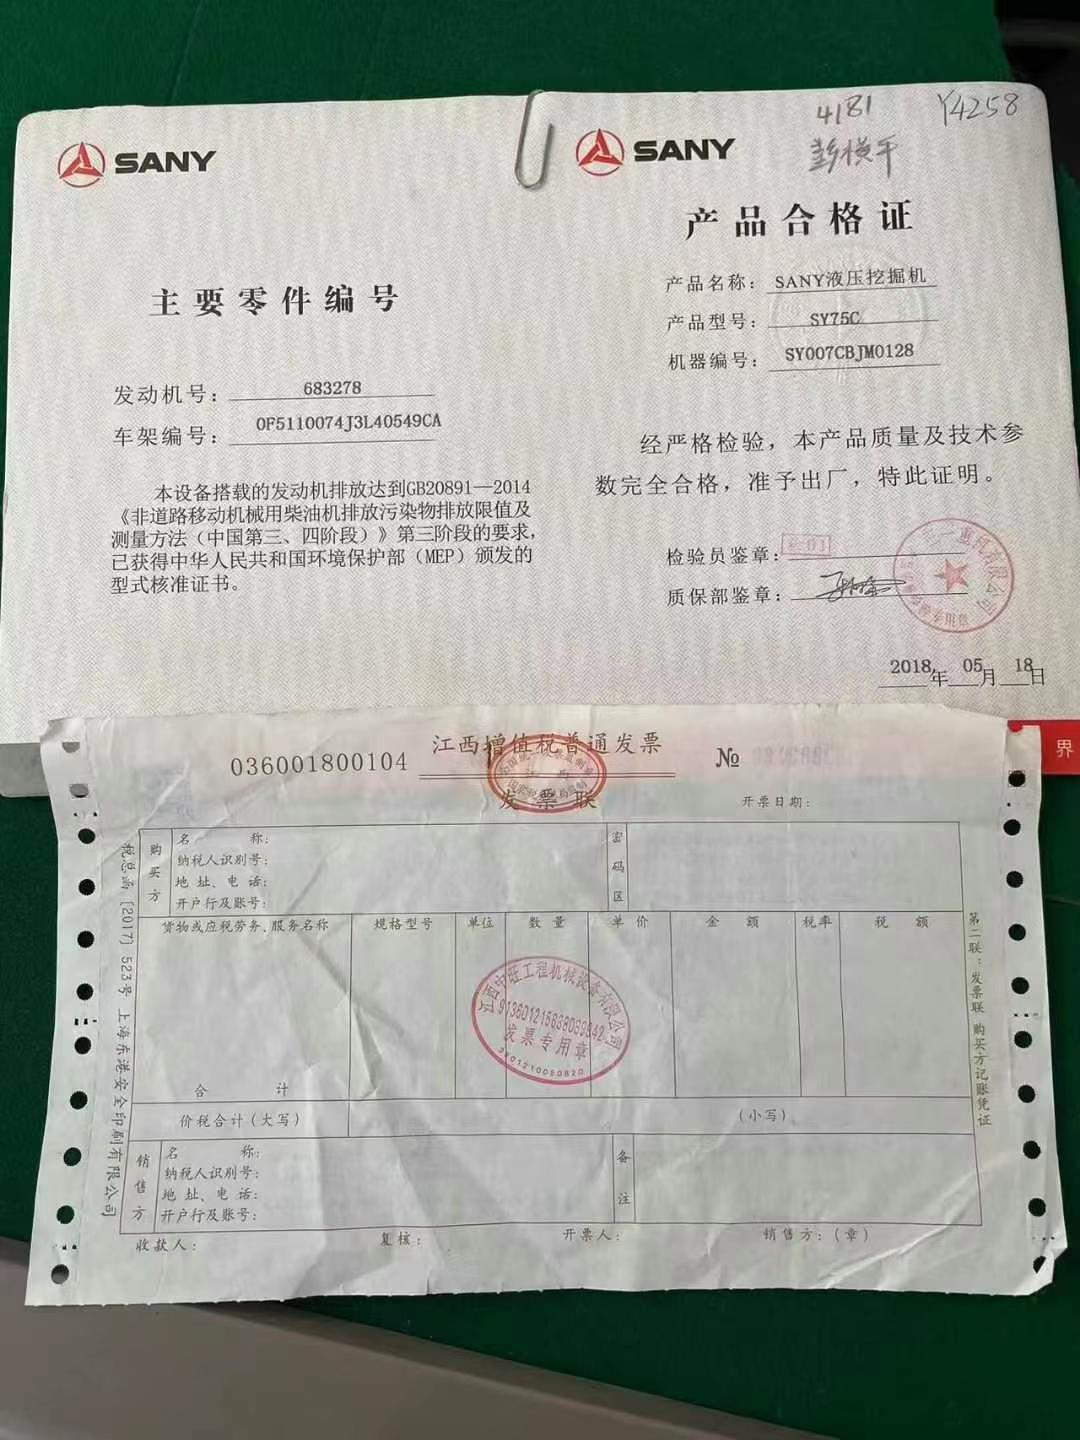 SANY
主要零件编号
发动机号：683278
车架编号：OF5110074J3L40549CA
本设备搭载的发动机排放达到GB20891—2014
《非道路移动机械用柴油机排放污染物排放限值及
测量方法（中国第三、四阶段）》第三阶段的要求，
已获得中华人民共和国环境保护部（MEP）颁发的
型式核准证书。
4181
Y4258
SANY
产品合格证
产品名称：SANY液压挖掘机
产品型号：SY75C
机器编号：SY007CBJM0128
经严格检验，本产品质量及技术参
数完全合格，准予出厂，特此证明。
检验员鉴章：
质保部鉴章：
2018年05月18日
界
036001800104
江西增值税普通发票
发票联
№
开票日期：
购买方
名称：
纳税人识别号：
地址、电话：
开户行及账号：
密码区
货物或应税劳务、服务名称 规格型号 单位 数量 单价 金额 税率 税额
江西中旺工程机械设备有限公司
发票专用章
3601210060820
合计
价税合计（大写） （小写）
销售方
名称：
纳税人识别号：
地址、电话：
开户行及账号：
备注
收款人： 复核： 开票人： 销售方：（章）
税总函〔2017〕523号 上海东港安全印刷有限公司
第二联：发票联 购买方记账凭证